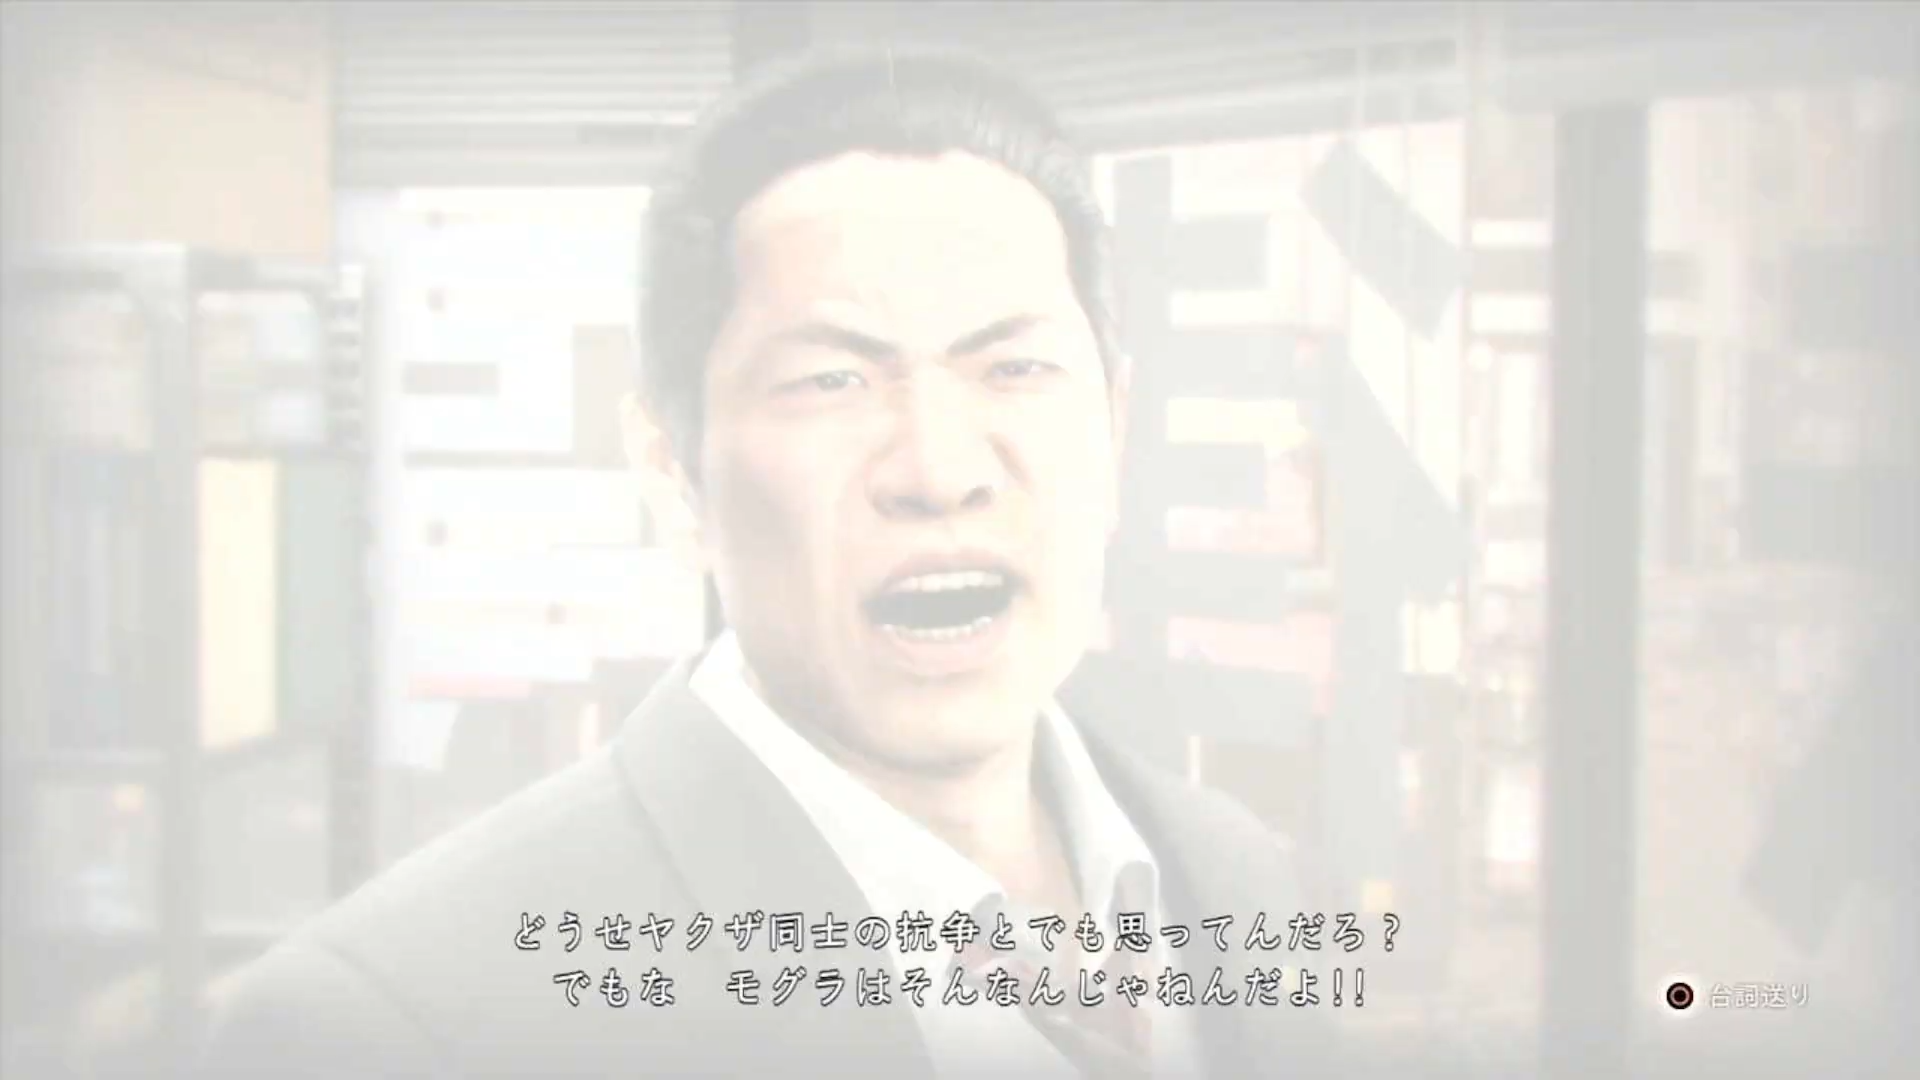 どうせヤクザ同士の抗争とでも思ってんだろ？
でもな　モグラはそんなんじゃねんだよ!!
台詞送り